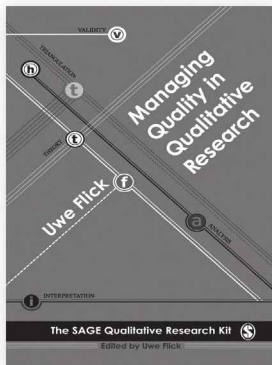 VALIDITY
v
TRIANGULATION
h
t
Managing
Quality in
Qualitative
Research
THEORY
t
Uwe Flick
f
a
ANALYSIS
i
INTERPRETATION
The SAGE Qualitative Research Kit
S
Edited by Uwe Flick